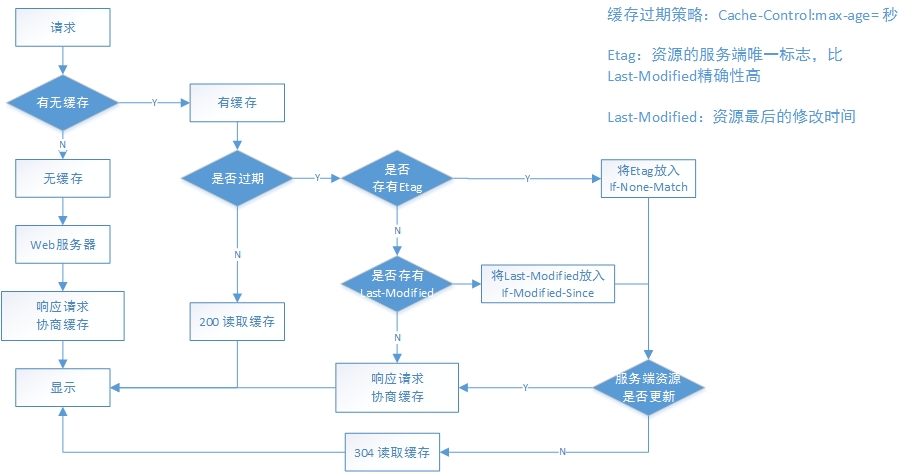 请求
缓存过期策略：Cache-Control:max-age= 秒
Etag：资源的服务端唯一标志，比
Last-Modified精确性高
Last-Modified：资源最后的修改时间
有无缓存
Y
有缓存
N
无缓存
是否过期
Y
是否
存有Etag
Y
将Etag放入
If-None-Match
N
N
Web服务器
是否存有
Last-Modified
将Last-Modified放入
If-Modified-Since
响应请求
协商缓存
200 读取缓存
N
显示
响应请求
协商缓存
Y
服务端资源
是否更新
304 读取缓存
N